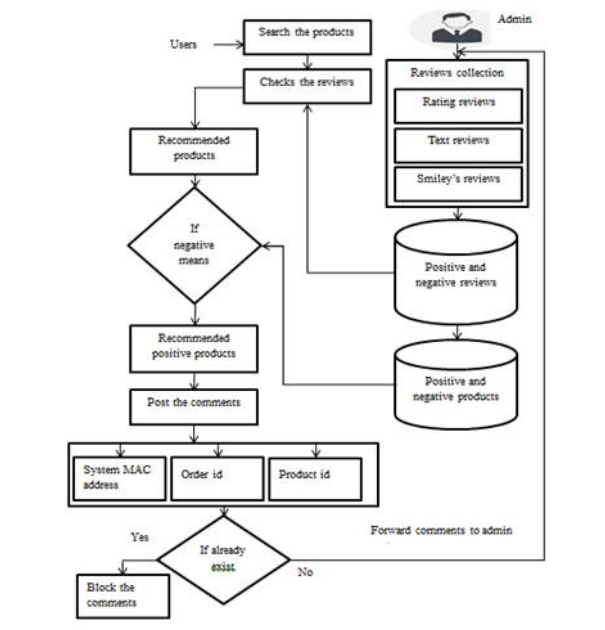 Users
Search the products
Checks the reviews
Recommended
products
If
negative
means
Recommended
positive products
Post the comments
System MAC
address
Order id
Product id
Yes
If already
exist
No
Block the
comments
Admin
Reviews collection
Rating reviews
Text reviews
Smiley's reviews
Positive and
negative reviews
Positive and
negative products
Forward comments to admin